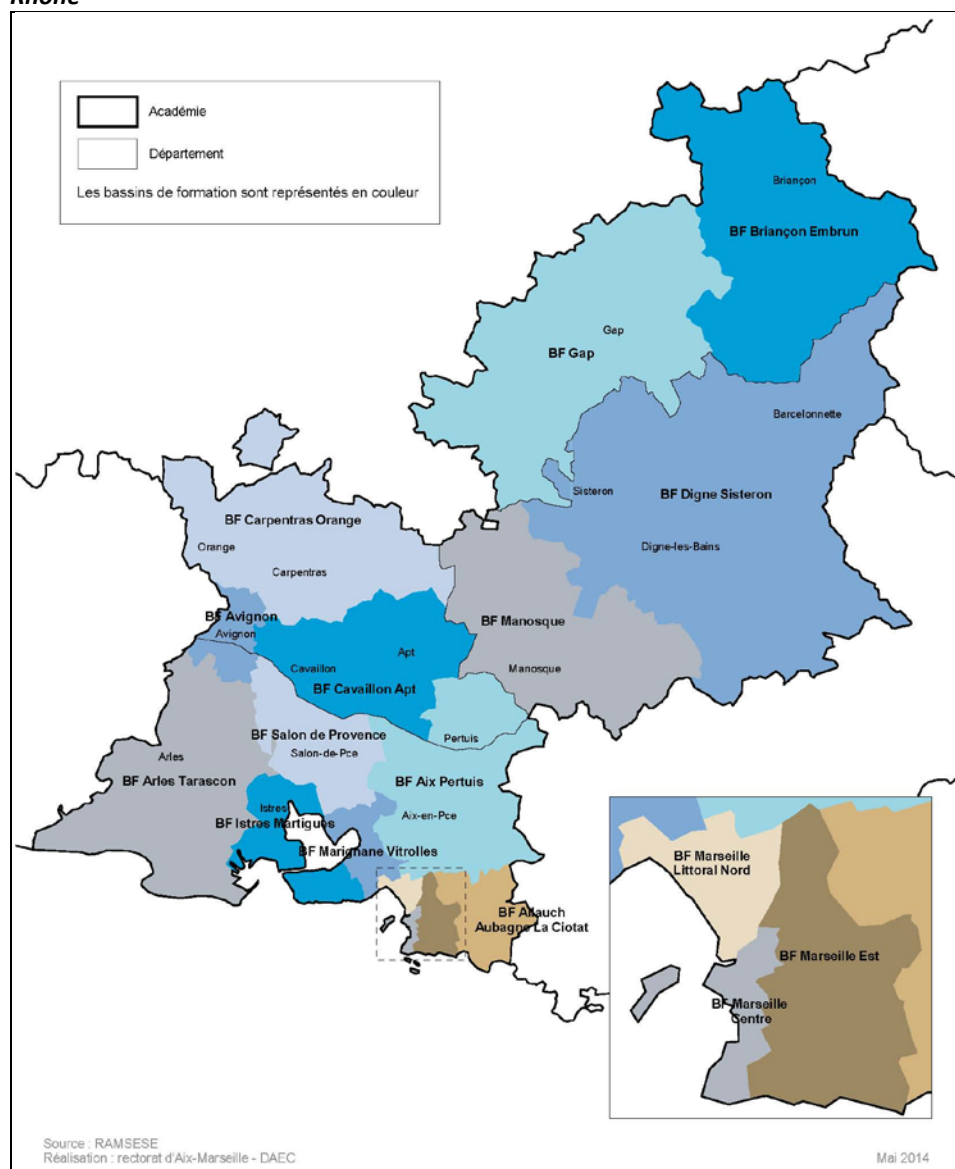 Rhône
Académie
Département
Les bassins de formation sont représentés en couleur
Briançon
BF Briançon Embrun
Gap
BF Gap
Barcelonnette
Sisteron
BF Digne Sisteron
BF Carpentras Orange
Orange
Digne-les-Bains
Carpentras
BF Avignon
BF Manosque
Avignon
Apt
Cavaillon
Manosque
BF Cavaillon Apt
BF Salon de Provence
Pertuis
Arles
Salon-de-Pce
BF Arles Tarascon
BF Aix Pertuis
Istres
Aix-en-Pce
BF Istres Martigues
BF Marignane Vitrolles
BF Allauch
Aubagne La Ciotat
BF Marseille
Littoral Nord
BF Marseille Est
BF Marseille
Centre
Source : RAMSESE
Réalisation : rectorat d'Aix-Marseille - DAEC
Mai 2014